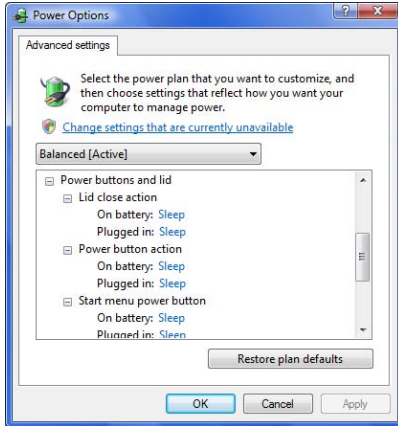 Power Options
Advanced settings
Select the power plan that you want to customize, and
then choose settings that reflect how you want your
computer to manage power.
Change settings that are currently unavailable
Balanced [Active]
Power buttons and lid
Lid close action
On battery: Sleep
Plugged in: Sleep
Power button action
On battery: Sleep
Plugged in: Sleep
Start menu power button
On battery: Sleep
Plugged in: Sleep
Restore plan defaults
OK Cancel Apply